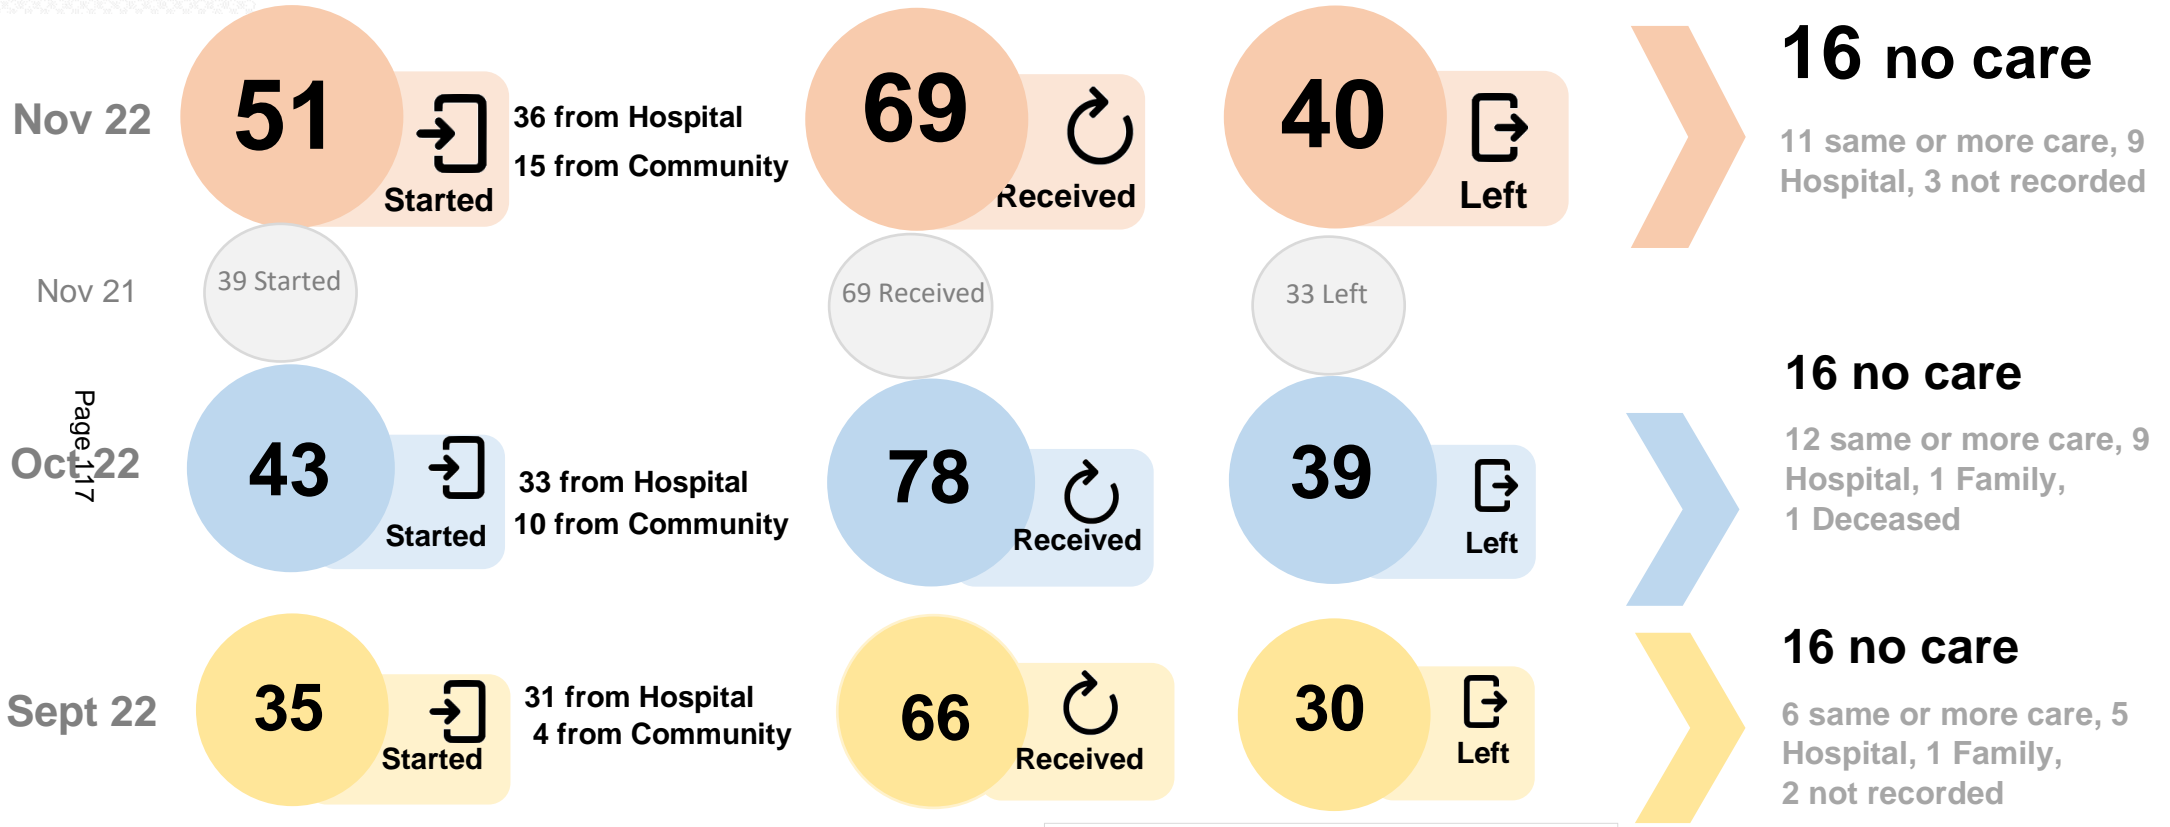 Nov 22
51
Started
36 from Hospital
15 from Community
69
Received
40
Left
16 no care
11 same or more care, 9
Hospital, 3 not recorded
Nov 21
39 Started
69 Received
33 Left
Page 117
Oct 22
43
Started
33 from Hospital
10 from Community
78
Received
39
Left
16 no care
12 same or more care, 9
Hospital, 1 Family,
1 Deceased
Sept 22
35
Started
31 from Hospital
4 from Community
66
Received
30
Left
16 no care
6 same or more care, 5
Hospital, 1 Family,
2 not recorded